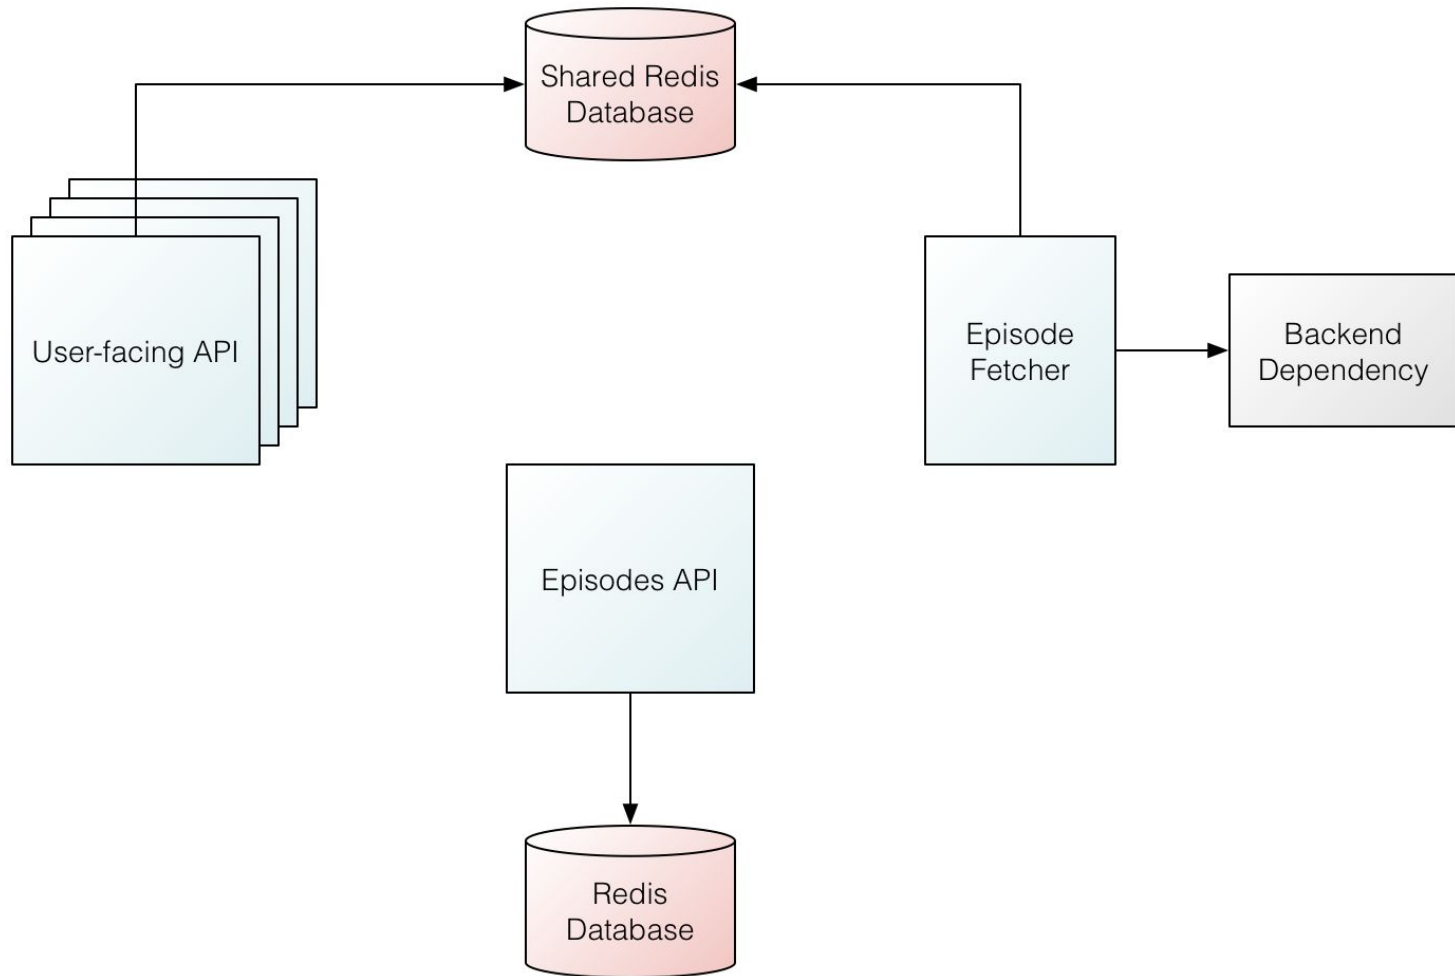 Shared Redis
Database
User-facing API
Episode
Fetcher
Backend
Dependency
Episodes API
Redis
Database